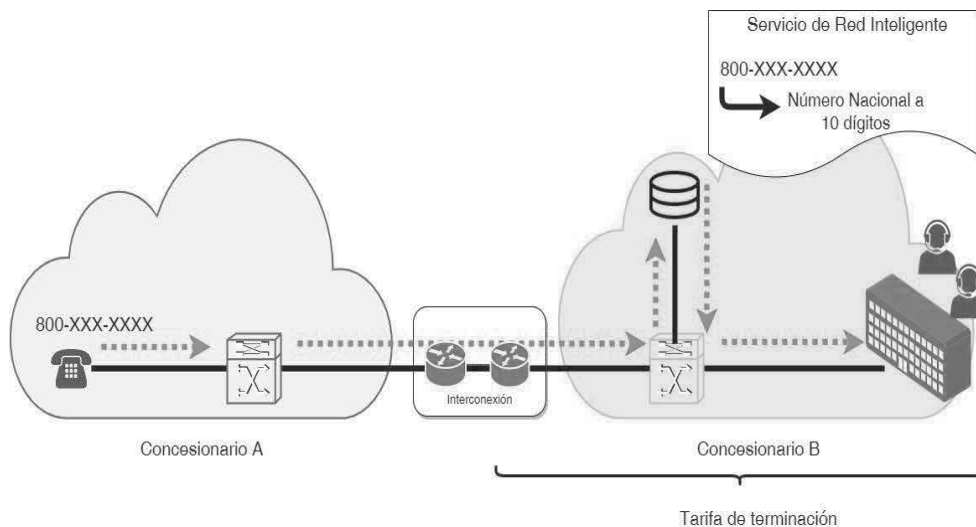 Servicio de Red Inteligente
800-XXX-XXXX
Número Nacional a
10 dígitos
800-XXX-XXXX
Interconexión
Concesionario A
Concesionario B
Tarifa de terminación